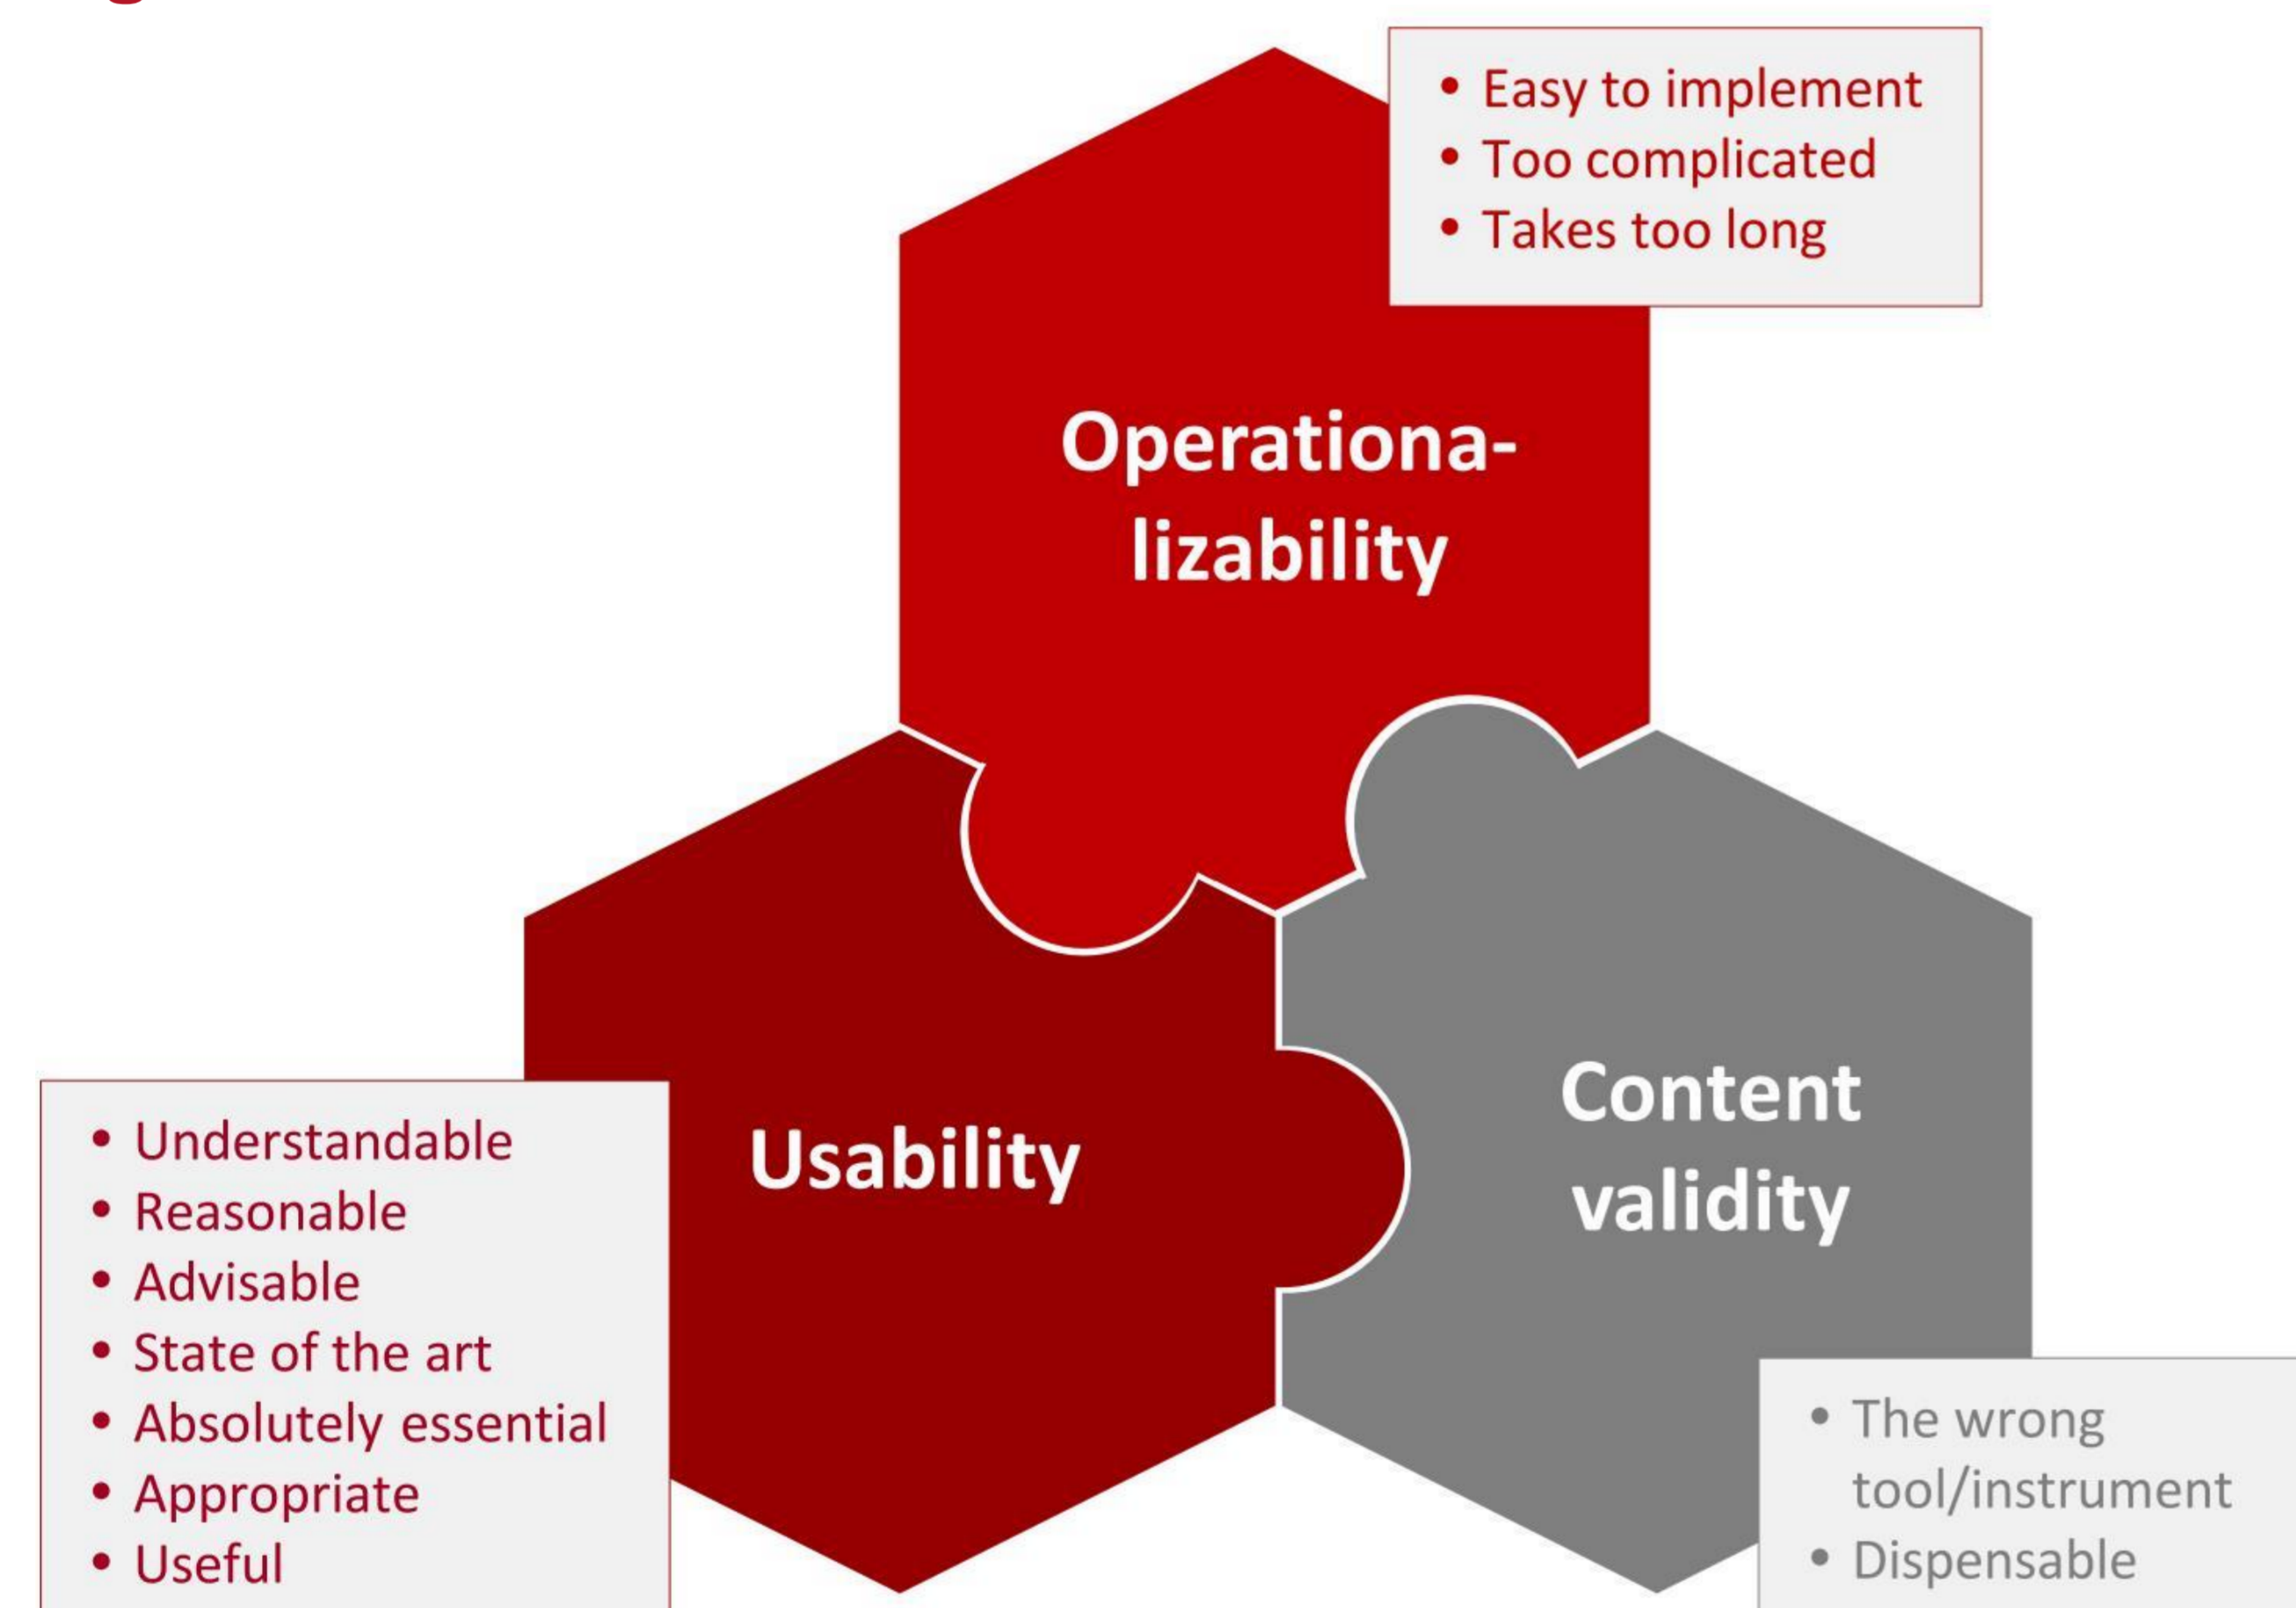 • Easy to implement
• Too complicated
• Takes too long
Operationa-
lizability
Usability
• Understandable
• Reasonable
• Advisable
• State of the art
• Absolutely essential
• Appropriate
• Useful
Content
validity
• The wrong
tool/instrument
• Dispensable